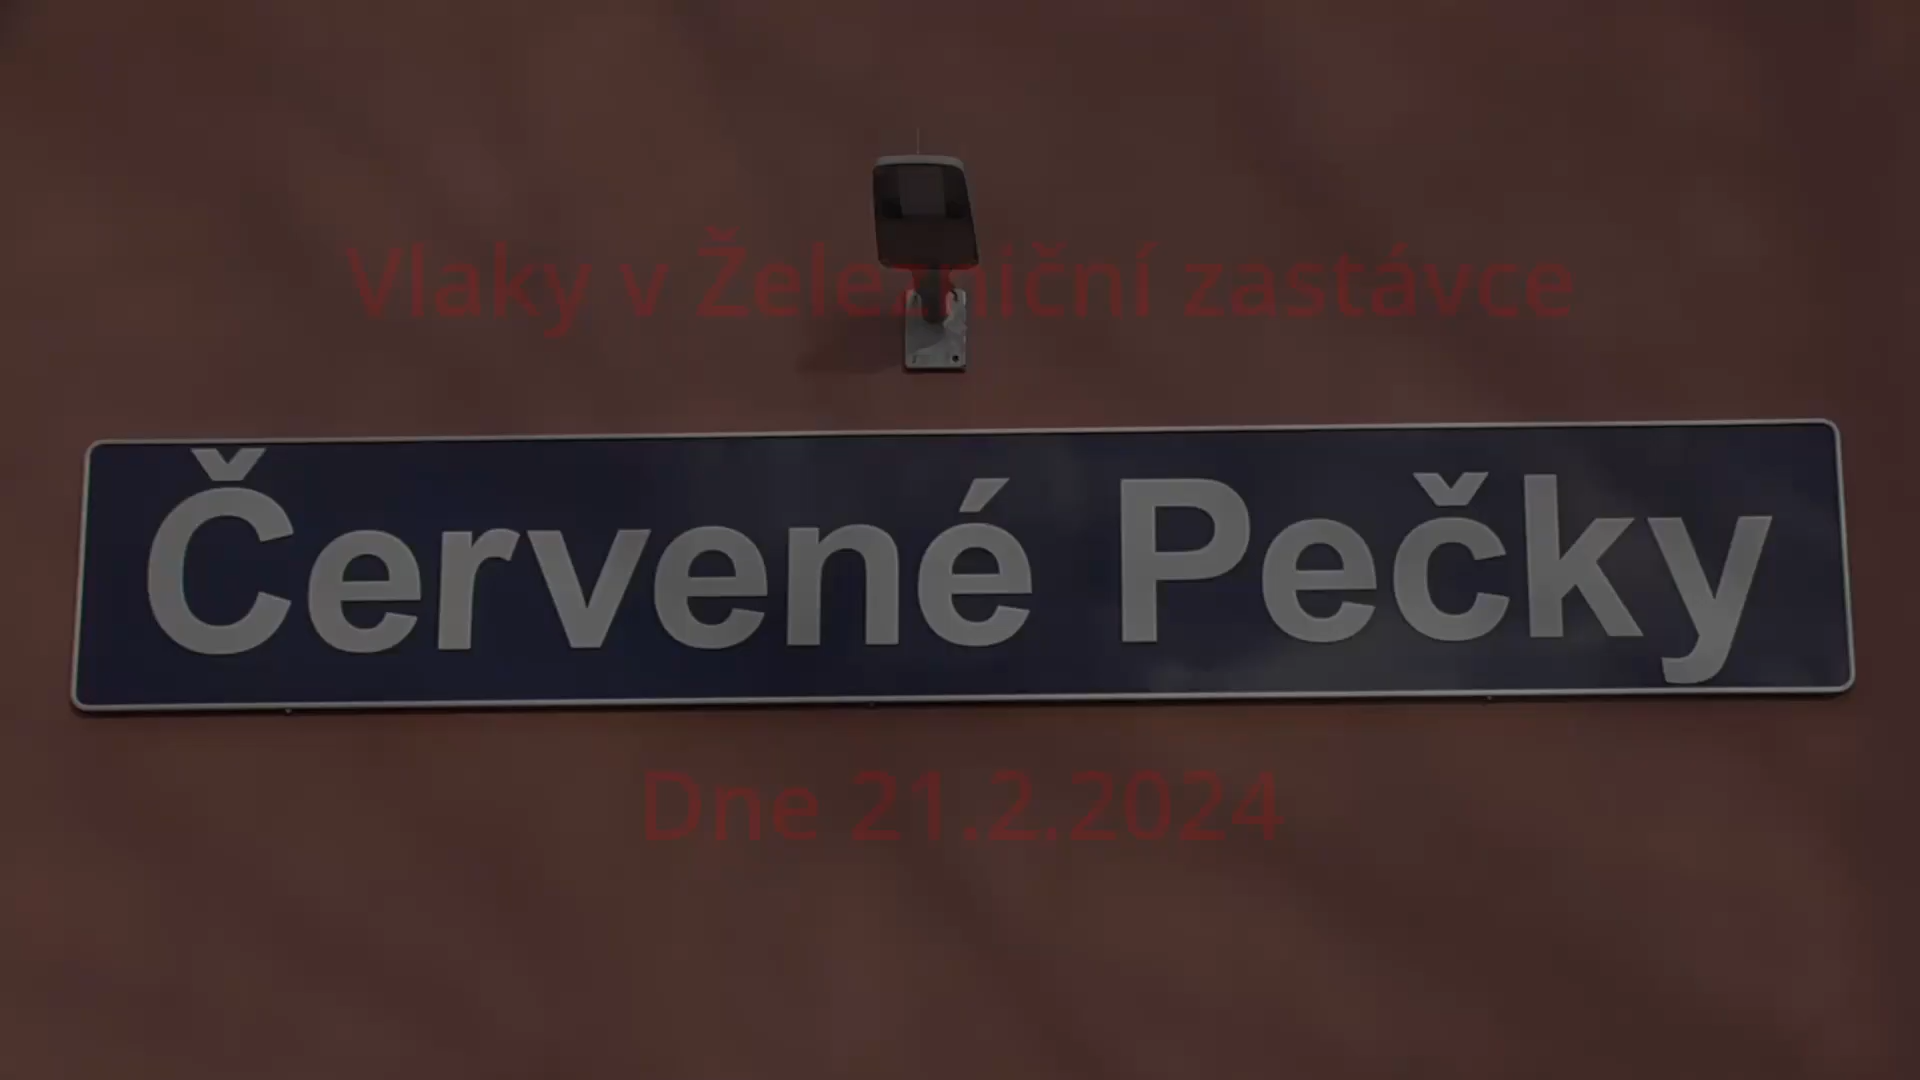 Vlaky v Železniční zastávce
Červené Pečky
Dne 21.2.2024